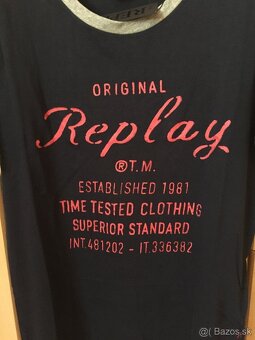 ORIGINAL
Replay
®T.M.
ESTABLISHED 1981
TIME TESTED CLOTHING
SUPERIOR STANDARD
INT.481202 - IT.336382
Bazos.sk